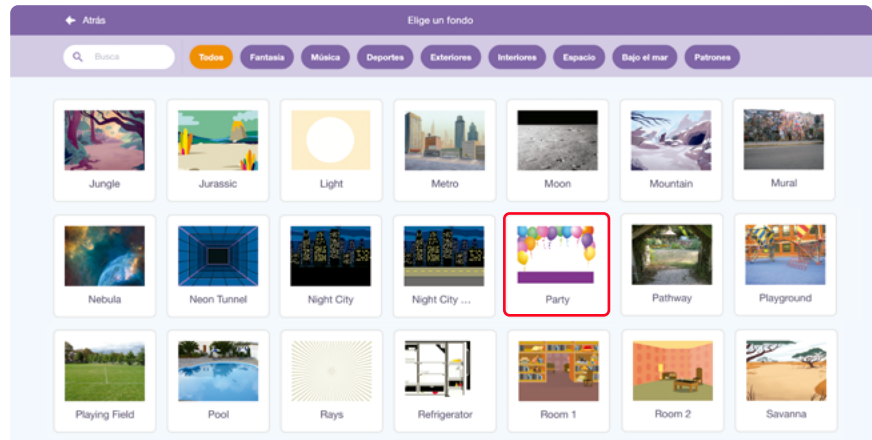 Atrás
Elige un fondo
Busca
Todos
Fantasía
Música
Deportes
Exteriores
Interiores
Espacio
Bajo el mar
Patrones
Jungle
Jurassic
Light
Metro
Moon
Mountain
Mural
Nebula
Neon Tunnel
Night City
Night City ...
Party
Pathway
Playground
Playing Field
Pool
Rays
Refrigerator
Room 1
Room 2
Savanna